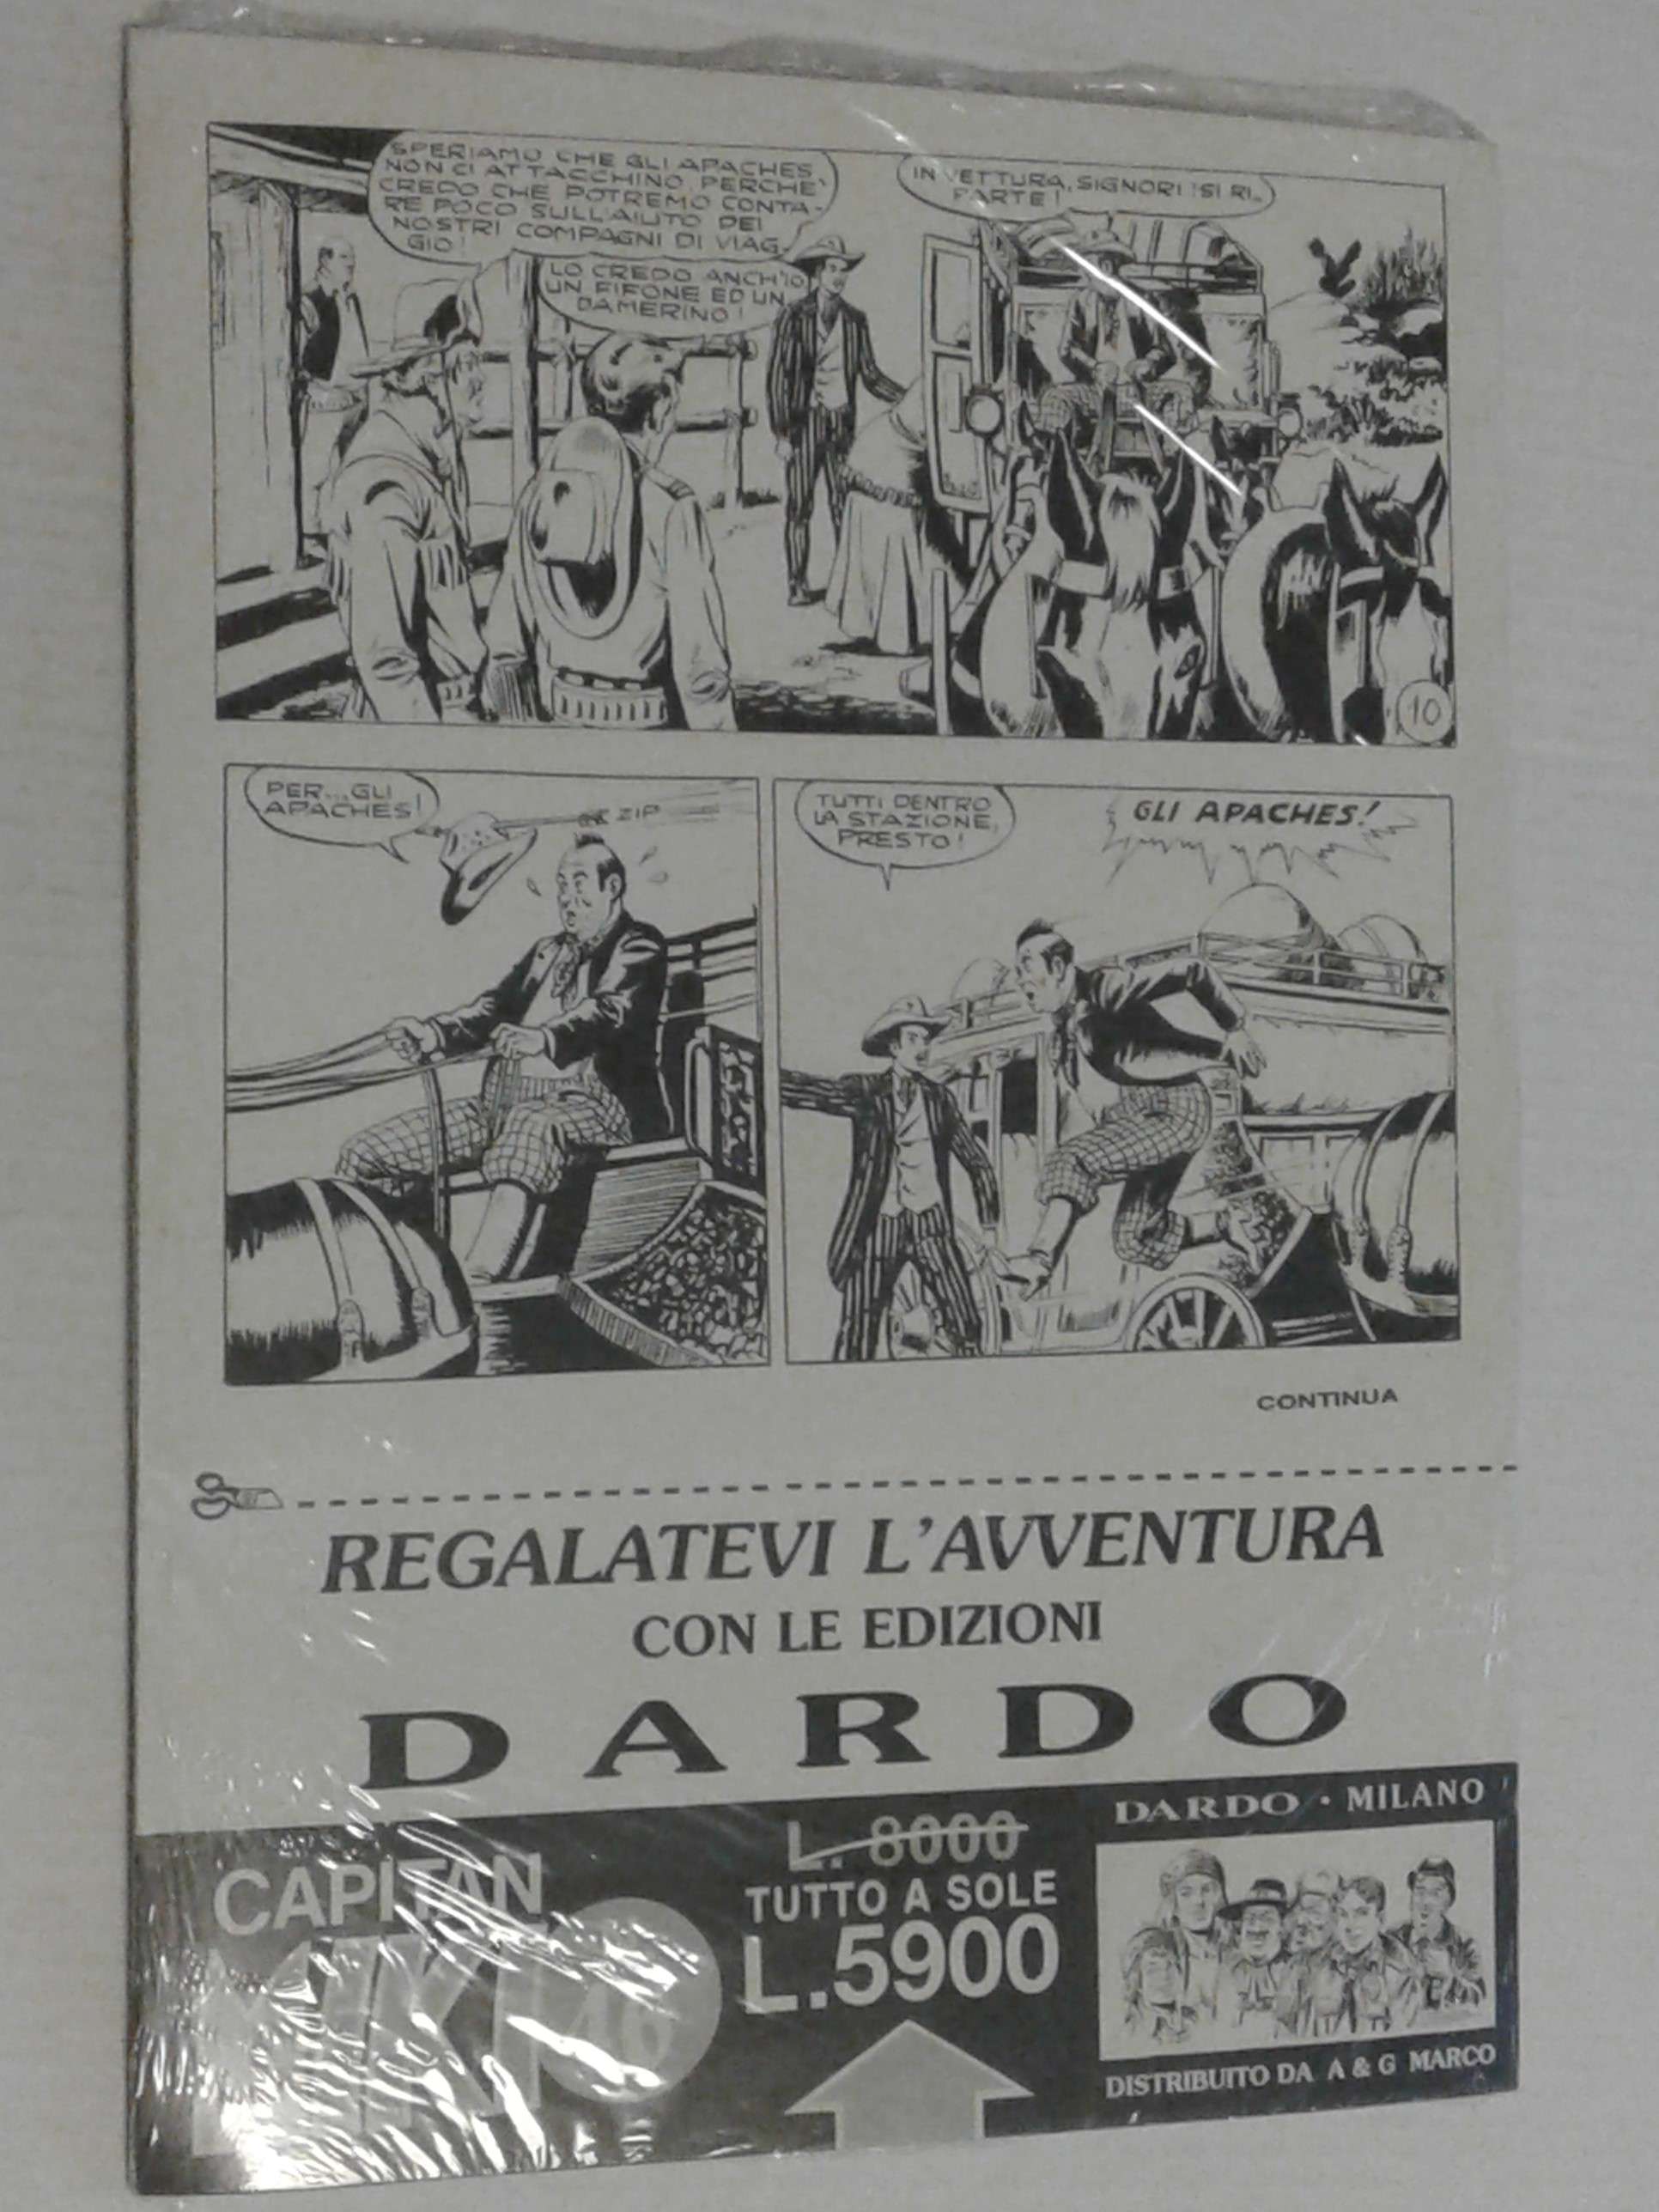 SPERIAMO CHE GLI APACHES
NON CI ATTACCHINO, PERCHE'
CREDO CHE POTREMO CONTA-
RE POCO SULL'AIUTO DEI
NOSTRI COMPAGNI DI VIAG-
GIO!
LO CREDO ANCH'IO
UN FIFONE ED UN
DAMERINO!
IN VETTURA, SIGNORI! SI RI-
PARTE!
10
PER... GLI
APACHES!
ZIP
TUTTI DENTRO
LA STAZIONE,
PRESTO!
GLI APACHES!
CONTINUA
REGALATEVI L'AVVENTURA
CON LE EDIZIONI
DARDO
CAPITAN
MIKI
L. 8000
TUTTO A SOLE
L.5900
DARDO · MILANO
DISTRIBUITO DA A & G MARCO